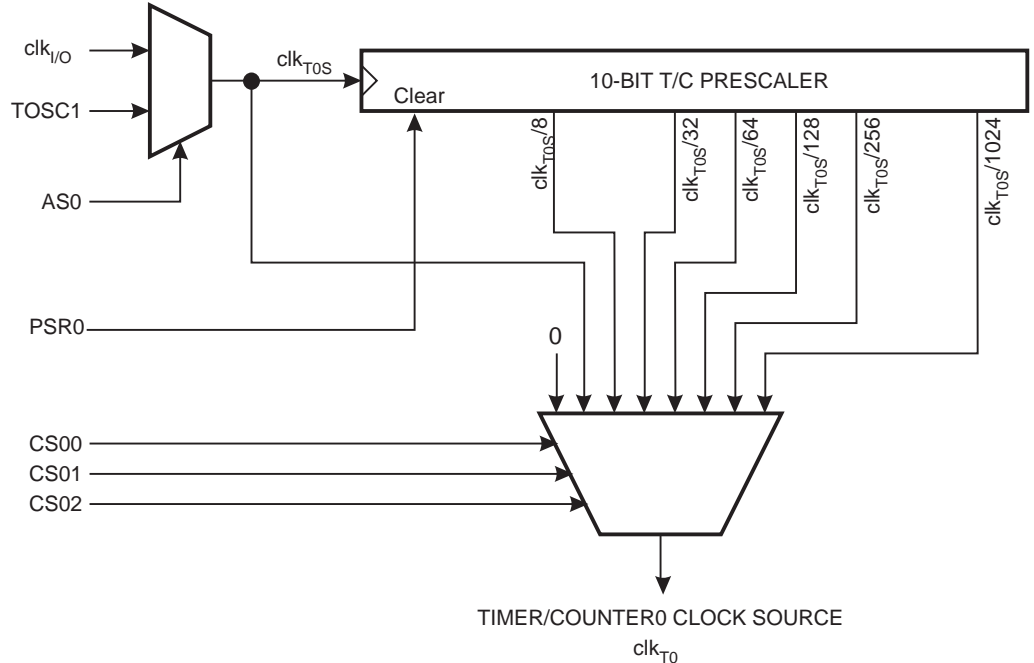 clkI/O
TOSC1
AS0
PSR0
clkT0S
10-BIT T/C PRESCALER
Clear
clkT0S/8
clkT0S/32
clkT0S/64
clkT0S/128
clkT0S/256
clkT0S/1024
0
CS00
CS01
CS02
TIMER/COUNTER0 CLOCK SOURCE
clkT0